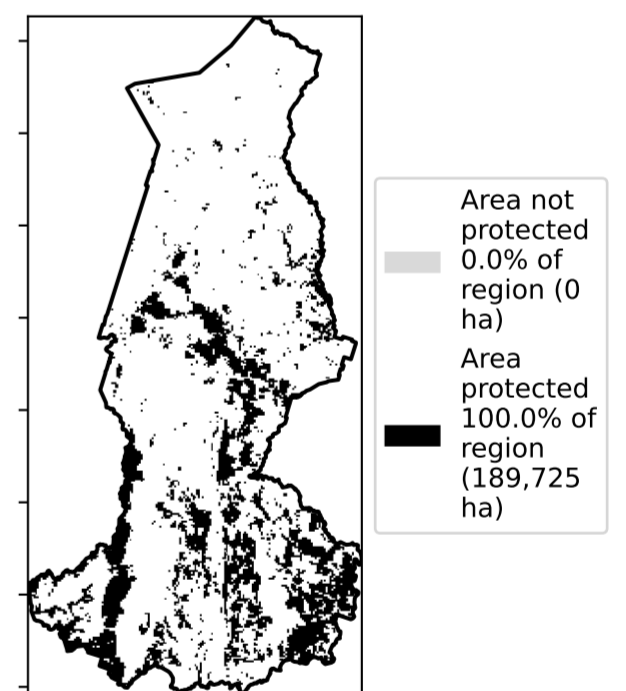 Area not
protected
0.0% of
region (0
ha)
Area
protected
100.0% of
region
(189,725
ha)